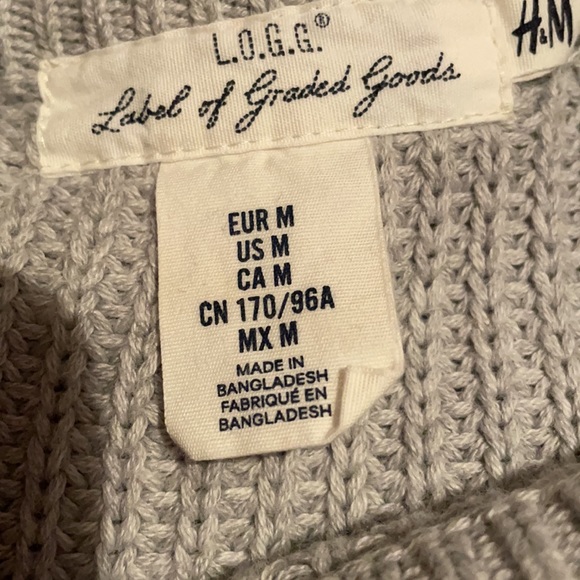 L.O.G.G.®
Label of Graded Goods
H&M
EUR M
US M
CA M
CN 170/96A
MX M
MADE IN
BANGLADESH
FABRIQUÉ EN
BANGLADESH